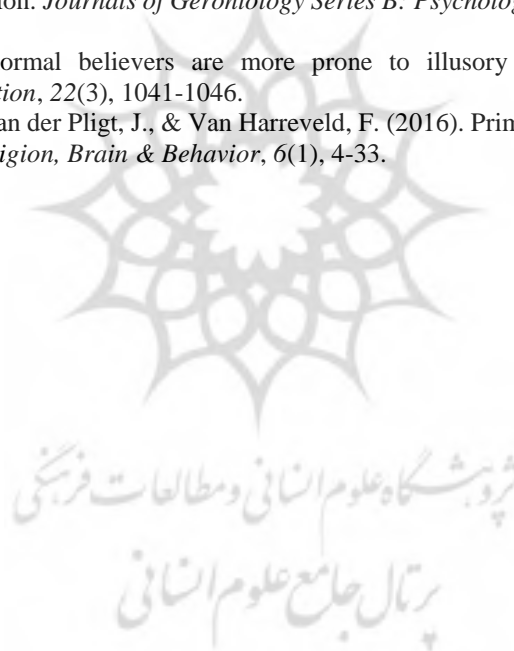 ion. Journals of Gerontology Series B: Psycholog
ormal believers are more prone to illusory
tion, 22(3), 1041-1046.
an der Pligt, J., & Van Harreveld, F. (2016). Prim
igion, Brain & Behavior, 6(1), 4-33.
پژوهشگاه علوم انسانی و مطالعات فرهنگی
پرتال جامع علوم انسانی